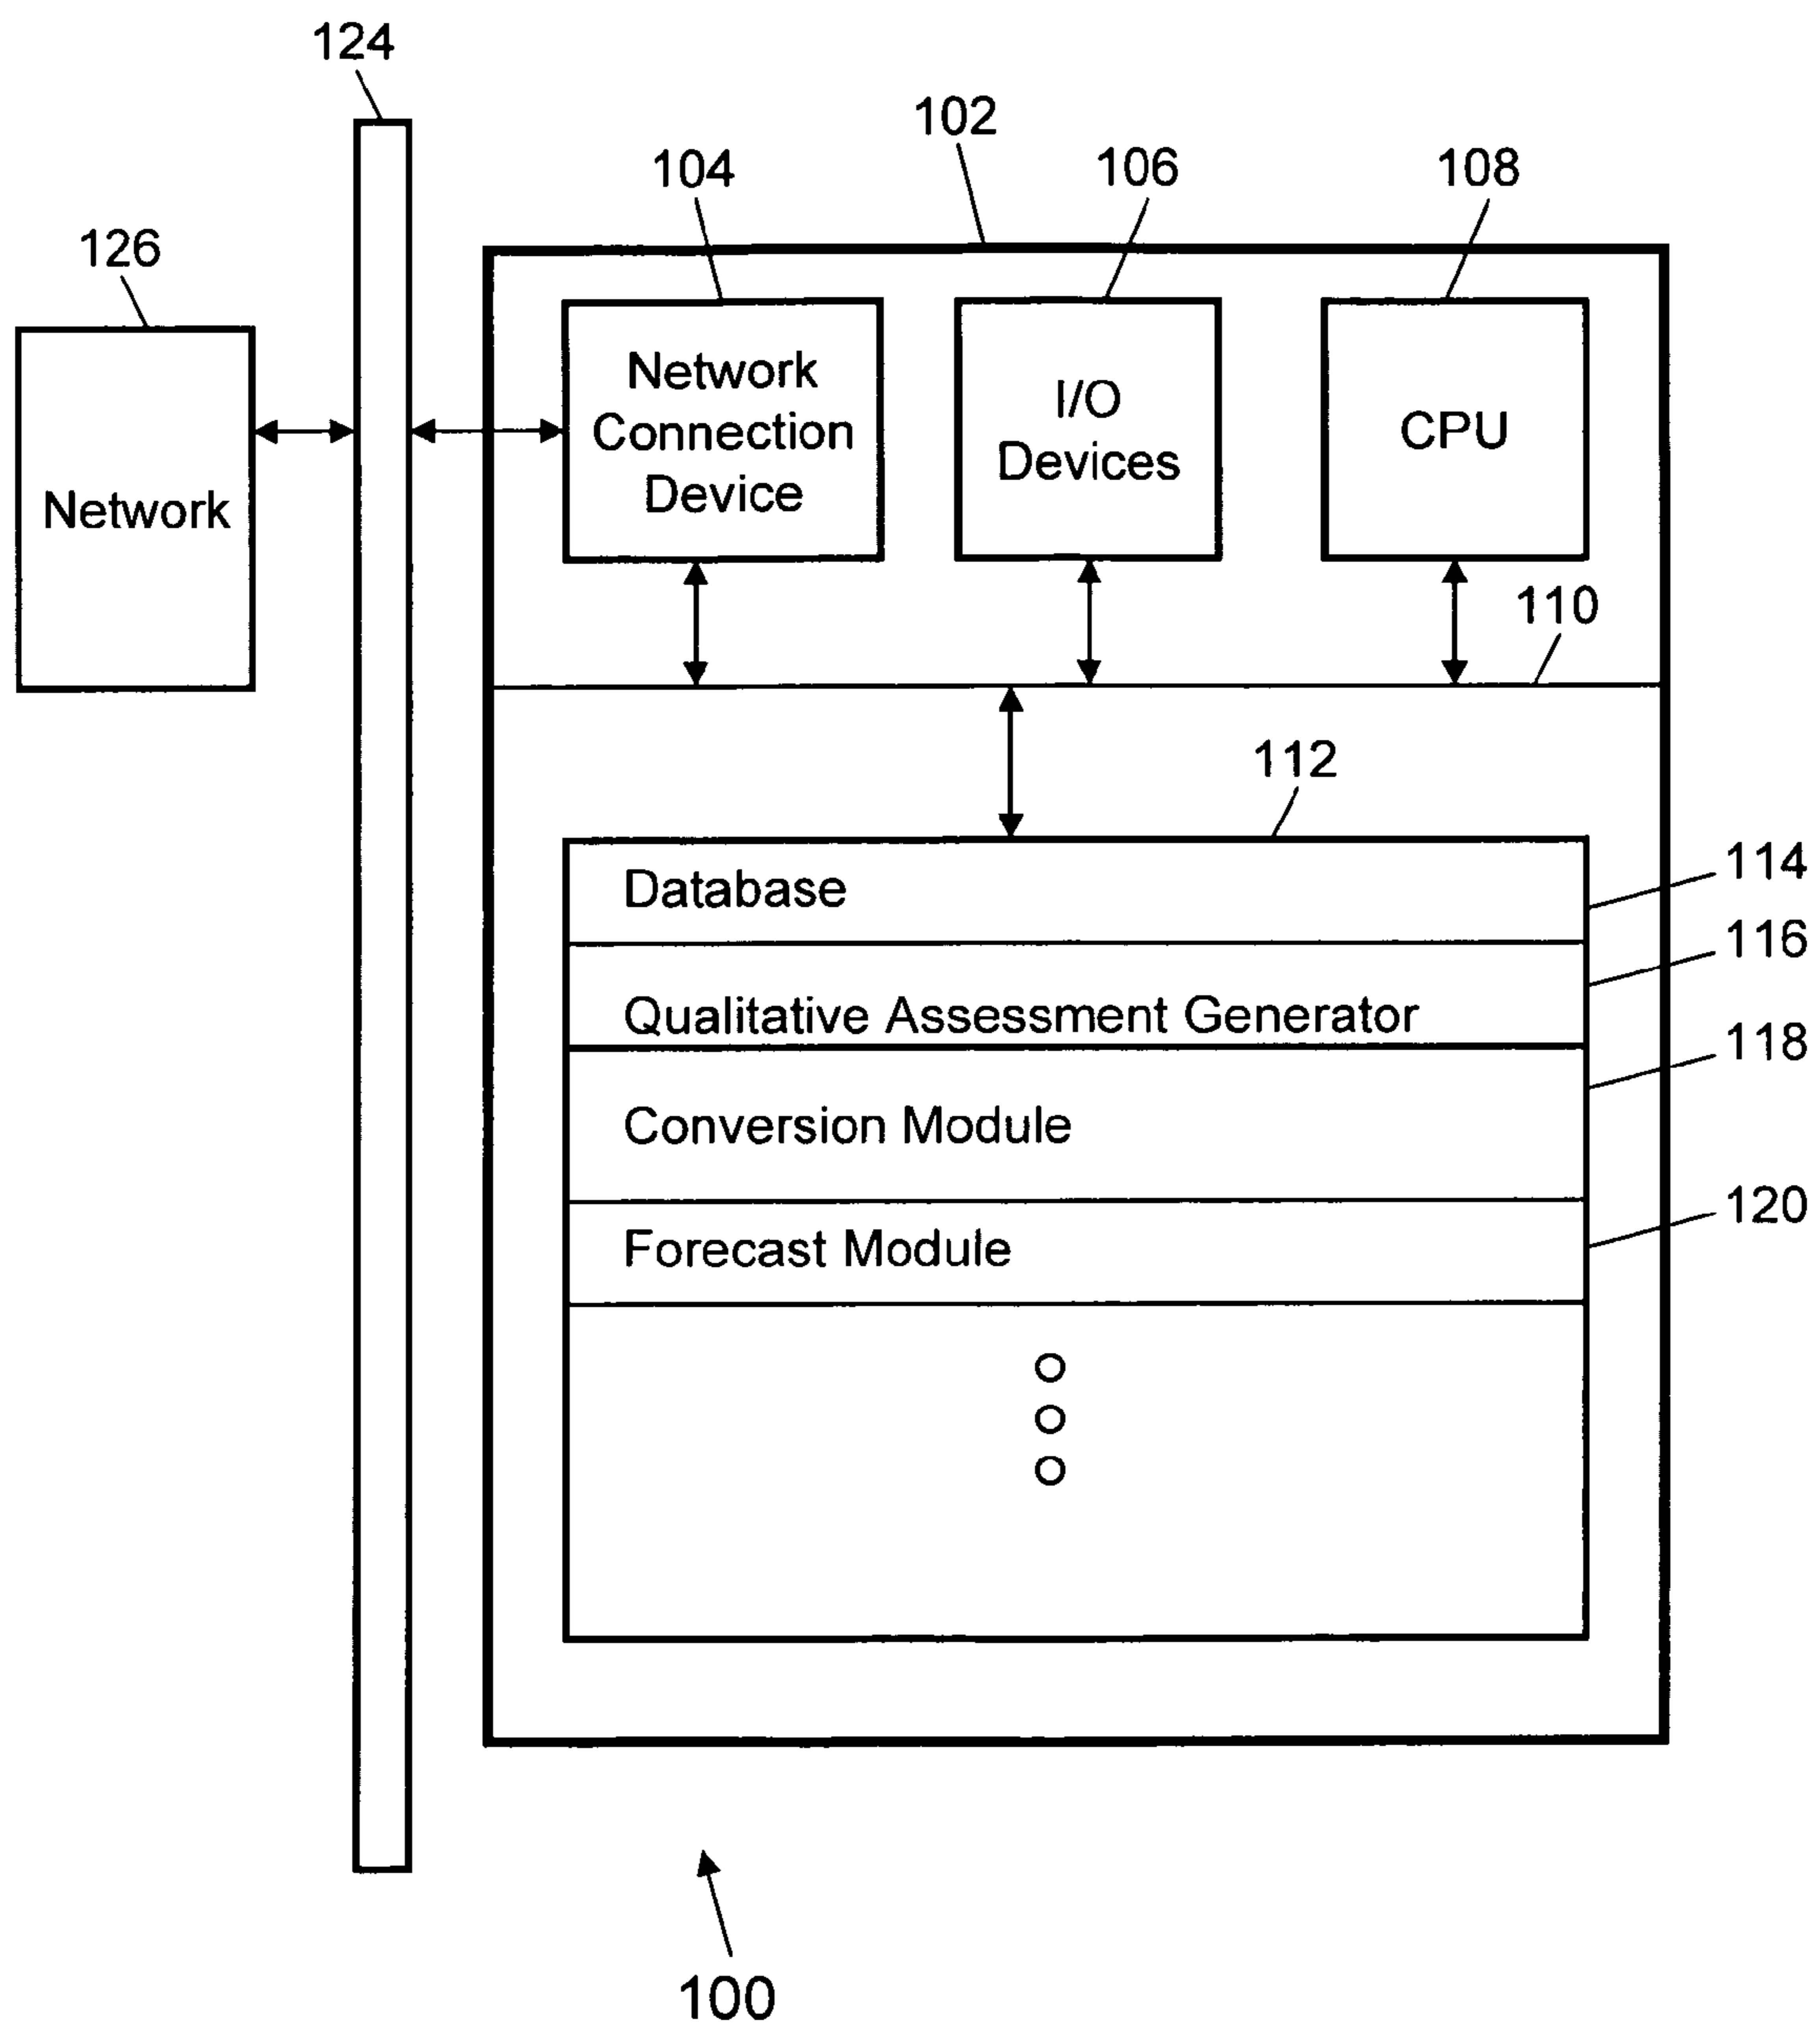 124
102
104
106
108
126
Network
Connection
Device
I/O
Devices
CPU
Network
110
112
114
Database
116
Qualitative Assessment Generator
118
Conversion Module
120
Forecast Module
100